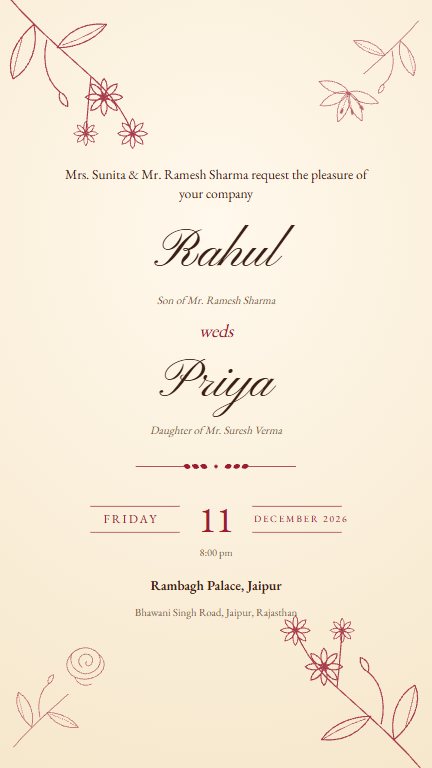 Mrs. Sunita & Mr. Ramesh Sharma request the pleasure of
your company
Rahul
Son of Mr. Ramesh Sharma
weds
Priya
Daughter of Mr. Suresh Verma
FRIDAY 11 DECEMBER 2026
8:00 pm
Rambagh Palace, Jaipur
Bhawani Singh Road, Jaipur, Rajasthan